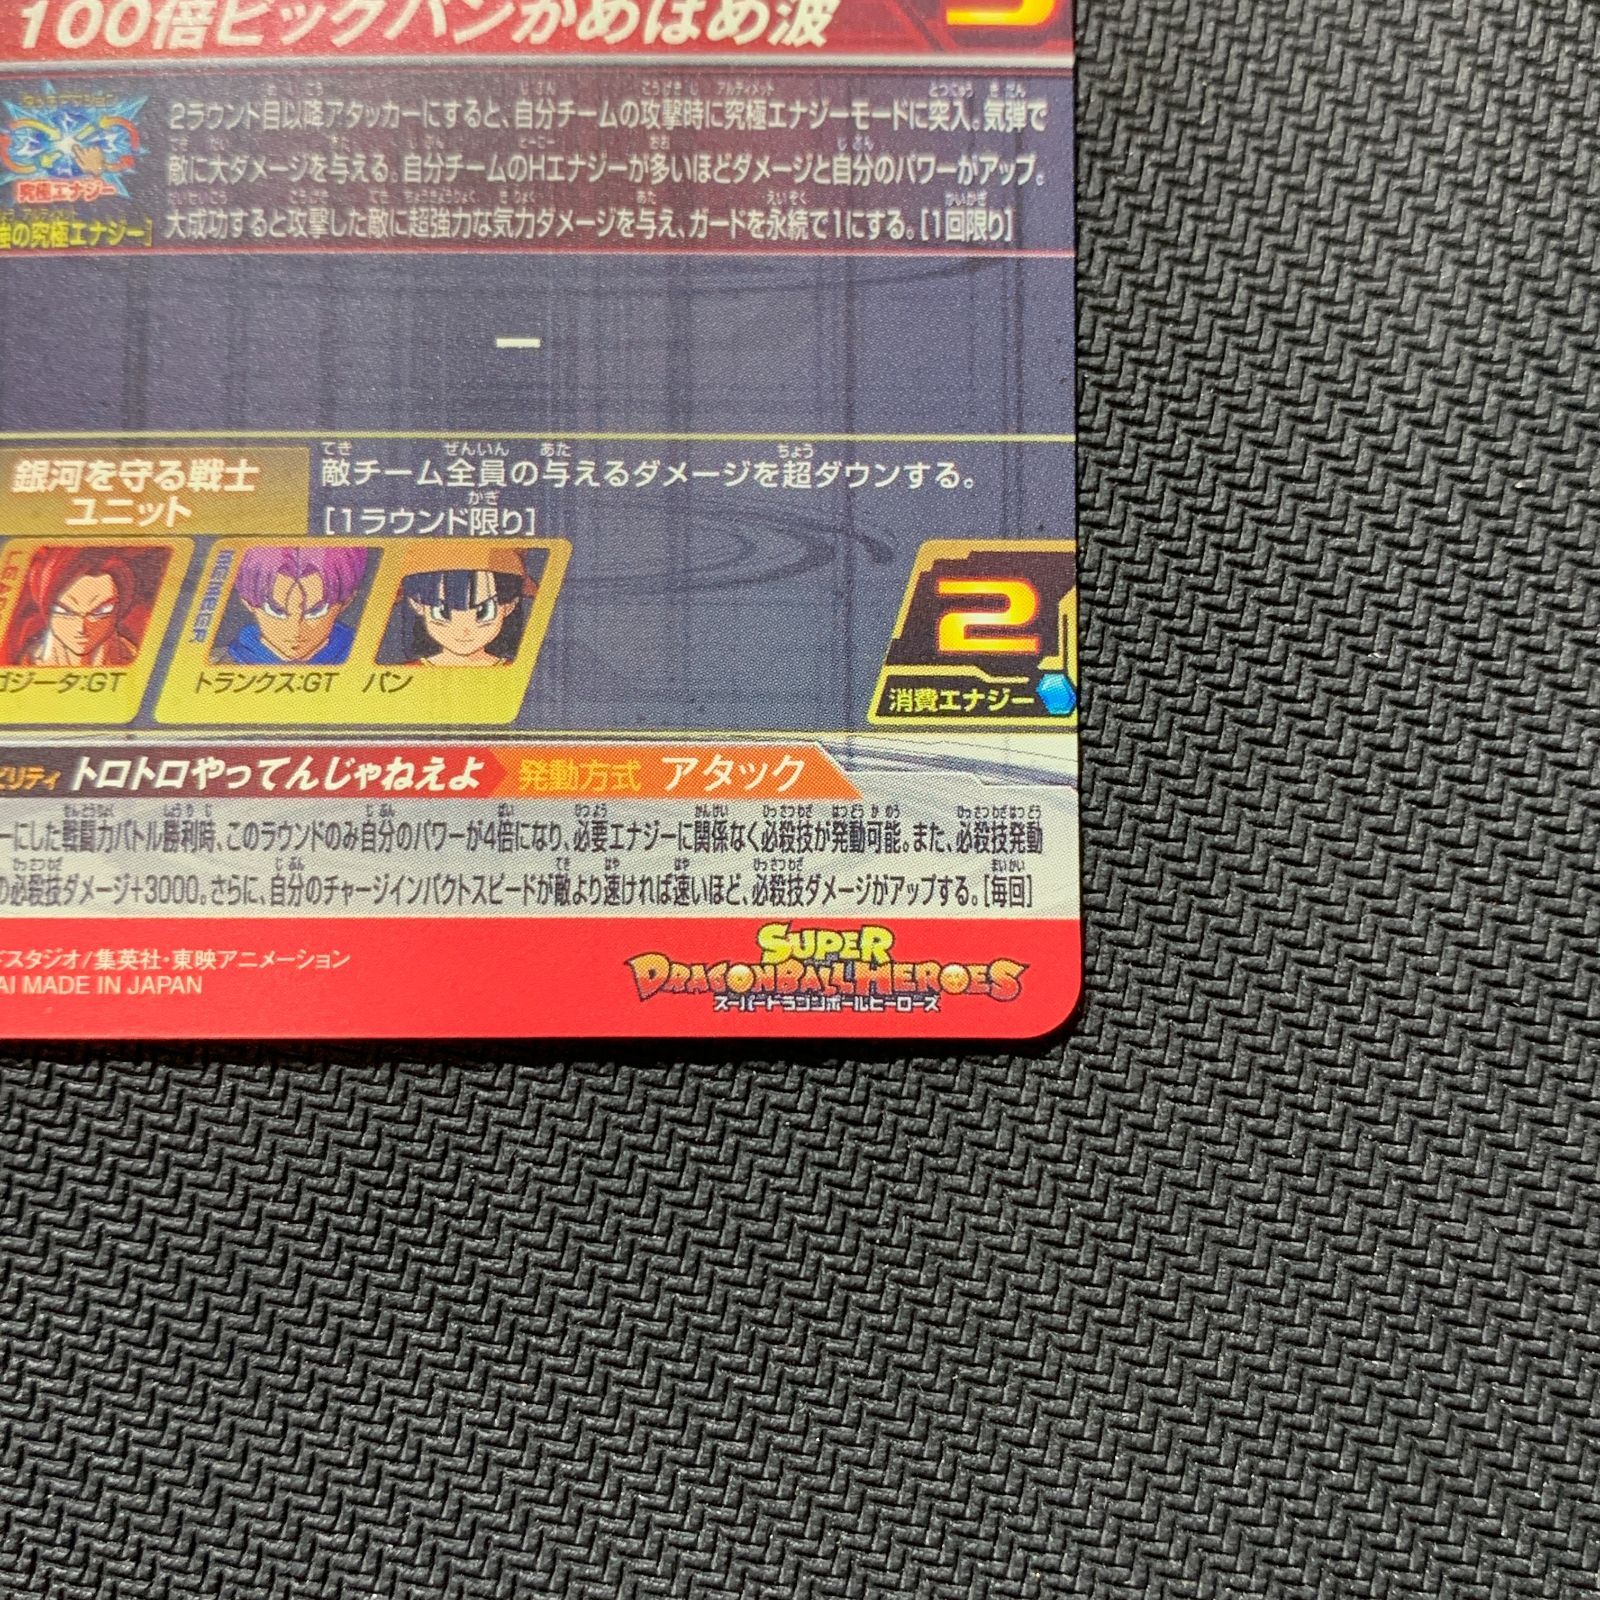 100倍ビッグバンかめはめ波
2ラウンド目以降アタッカーにすると、自分チームの攻撃時に究極エナジーモードに突入。気弾で
敵に大ダメージを与える。自分チームのHエナジーが多いほどダメージと自分のパワーがアップ。
大成功すると攻撃した敵に超強力な気力ダメージを与え、ガードを永続で1にする。[1回限り]
究極エナジー
強の究極エナジー]
銀河を守る戦士
ユニット
敵チーム全員の与えるダメージを超ダウンする。
[1ラウンド限り]
MEMBER
ゴジータ:GT
トランクス:GT
パン
2
消費エナジー
ビリティ トロトロやってんじゃねえよ 発動方式 アタック
ーにした戦闘力バトル勝利時、このラウンドのみ自分のパワーが4倍になり、必要エナジーに関係なく必殺技が発動可能。また、必殺技発動
の必殺技ダメージ+3000。さらに、自分のチャージインパクトスピードが敵より速ければ速いほど、必殺技ダメージがアップする。[毎回]
ドスタジオ/集英社・東映アニメーション
AI MADE IN JAPAN
SUPER
DRAGONBALL HEROES
スーパードラゴンボールヒーローズ